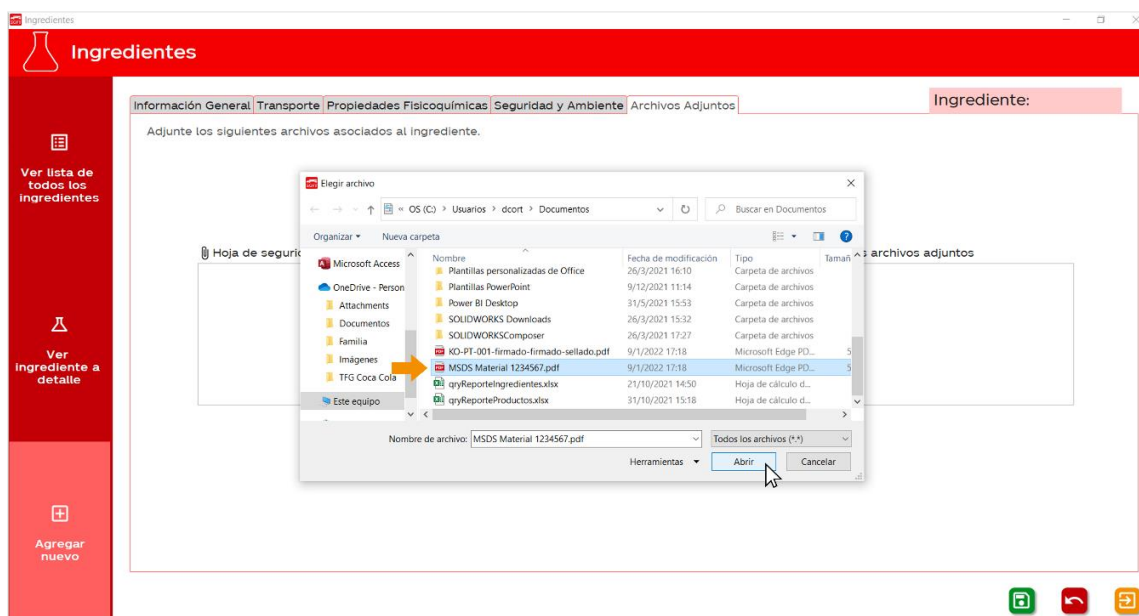 Ingredientes
Ingredientes
Información General Transporte Propiedades Fisicoquímicas Seguridad y Ambiente Archivos Adjuntos
Ingrediente:
Adjunte los siguientes archivos asociados al ingrediente.
Ver lista de
todos los
ingredientes
Ver
ingrediente a
detalle
Agregar
nuevo
Hoja de seguri
s archivos adjuntos
Elegir archivo
« OS (C:) > Usuarios > dcort > Documentos
Buscar en Documentos
Organizar Nueva carpeta
Microsoft Access
OneDrive - Person
Attachments
Documentos
Familia
Imágenes
TFG Coca Cola
Este equipo
Nombre Fecha de modificación Tipo Tamañ
Plantillas personalizadas de Office 26/3/2021 16:10 Carpeta de archivos
Plantillas PowerPoint 9/12/2021 11:14 Carpeta de archivos
Power BI Desktop 31/5/2021 15:53 Carpeta de archivos
SOLIDWORKS Downloads 26/3/2021 15:32 Carpeta de archivos
SOLIDWORKSComposer 26/3/2021 17:27 Carpeta de archivos
KO-PT-001-firmado-firmado-sellado.pdf 9/1/2022 17:18 Microsoft Edge PD... 5
MSDS Material 1234567.pdf 9/1/2022 17:18 Microsoft Edge PD... 5
qryReporteIngredientes.xlsx 21/10/2021 14:50 Hoja de cálculo d...
qryReporteProductos.xlsx 31/10/2021 15:18 Hoja de cálculo d...
Nombre de archivo: MSDS Material 1234567.pdf Todos los archivos (*.*)
Herramientas Abrir Cancelar